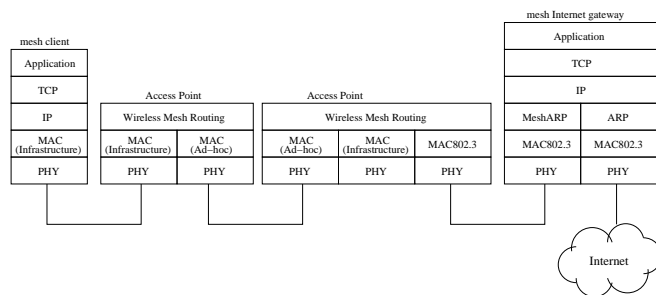 mesh Internet gateway
mesh client
Application
Application
TCP
Access Point
Access Point
TCP
IP
IP
Wireless Mesh Routing
Wireless Mesh Routing
MeshARP
ARP
MAC
(Infrastructure)
MAC
(Infrastructure)
MAC
(Ad−hoc)
MAC
(Ad−hoc)
MAC
(Infrastructure)
MAC802.3
MAC802.3
MAC802.3
PHY
PHY
PHY
PHY
PHY
PHY
PHY
PHY
Internet